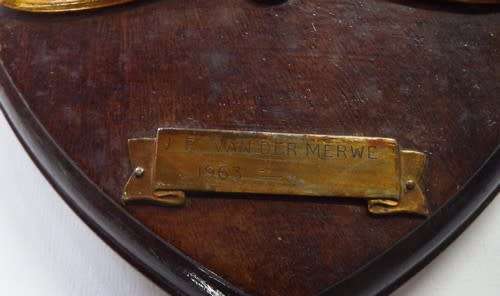 J. P. VAN DER MERWE
1963